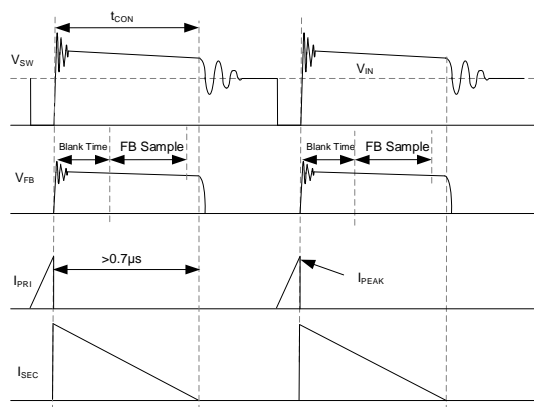 tCON
VSW
VIN
Blank Time
FB Sample
Blank Time
FB Sample
VFB
>0.7µs
IPRI
IPEAK
ISEC